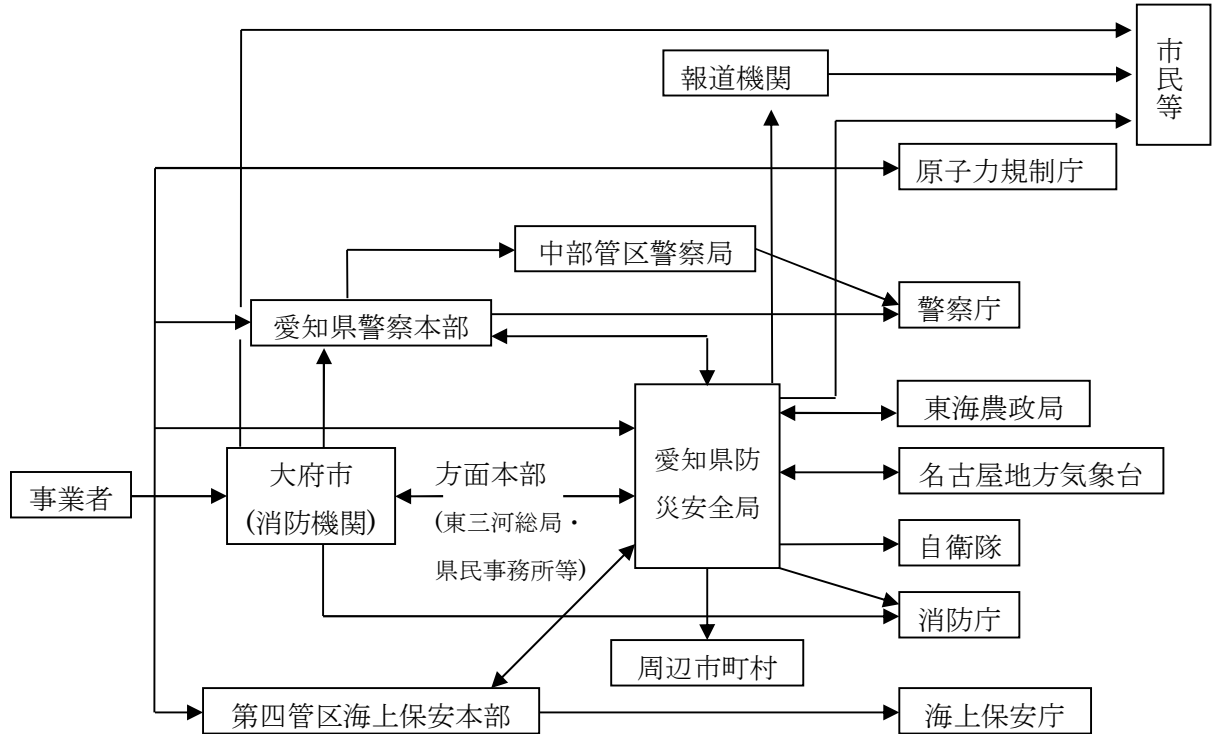 市民等
報道機関
原子力規制庁
中部管区警察局
警察庁
愛知県警察本部
東海農政局
愛知県防
災安全局
大府市
(消防機関)
方面本部
(東三河総局・
県民事務所等)
名古屋地方気象台
事業者
自衛隊
消防庁
周辺市町村
第四管区海上保安本部
海上保安庁